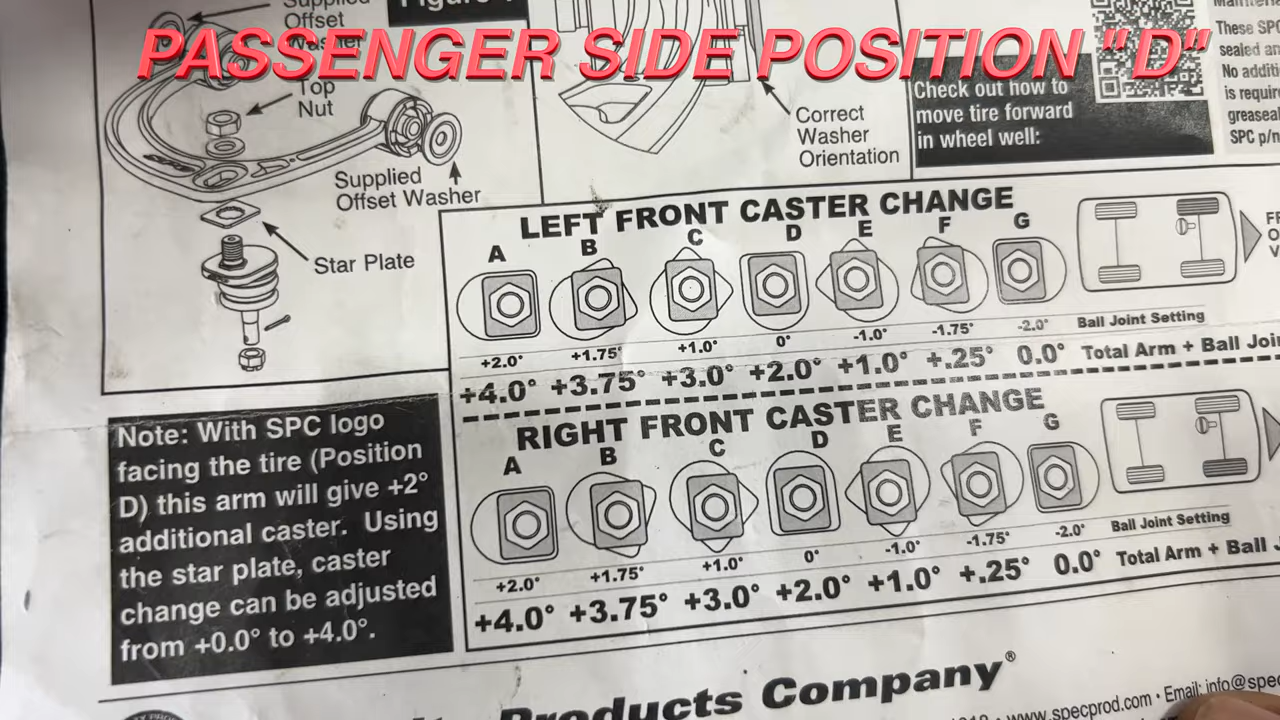 Supplied
Offset
Washer
Figure
PASSENGER SIDE POSITION "D"
Top
Nut
Supplied
Offset Washer
Star Plate
Correct
Washer
Orientation
Check out how to
move tire forward
in wheel well:
These SPC
sealed an
No additi
is require
greaseal
SPC p/n
LEFT FRONT CASTER CHANGE
A B C D E F G
+2.0° +1.75° +1.0° 0° -1.0° -1.75° -2.0° Ball Joint Setting
+4.0° +3.75° +3.0° +2.0° +1.0° +.25° 0.0° Total Arm + Ball Joi
RIGHT FRONT CASTER CHANGE
A B C D E F G
+2.0° +1.75° +1.0° 0° -1.0° -1.75° -2.0° Ball Joint Setting
+4.0° +3.75° +3.0° +2.0° +1.0° +.25° 0.0° Total Arm + Ball
Note: With SPC logo
facing the tire (Position
D) this arm will give +2°
additional caster. Using
the star plate, caster
change can be adjusted
from +0.0° to +4.0°.
Products Company®
www.specprod.com • Email: info@spec